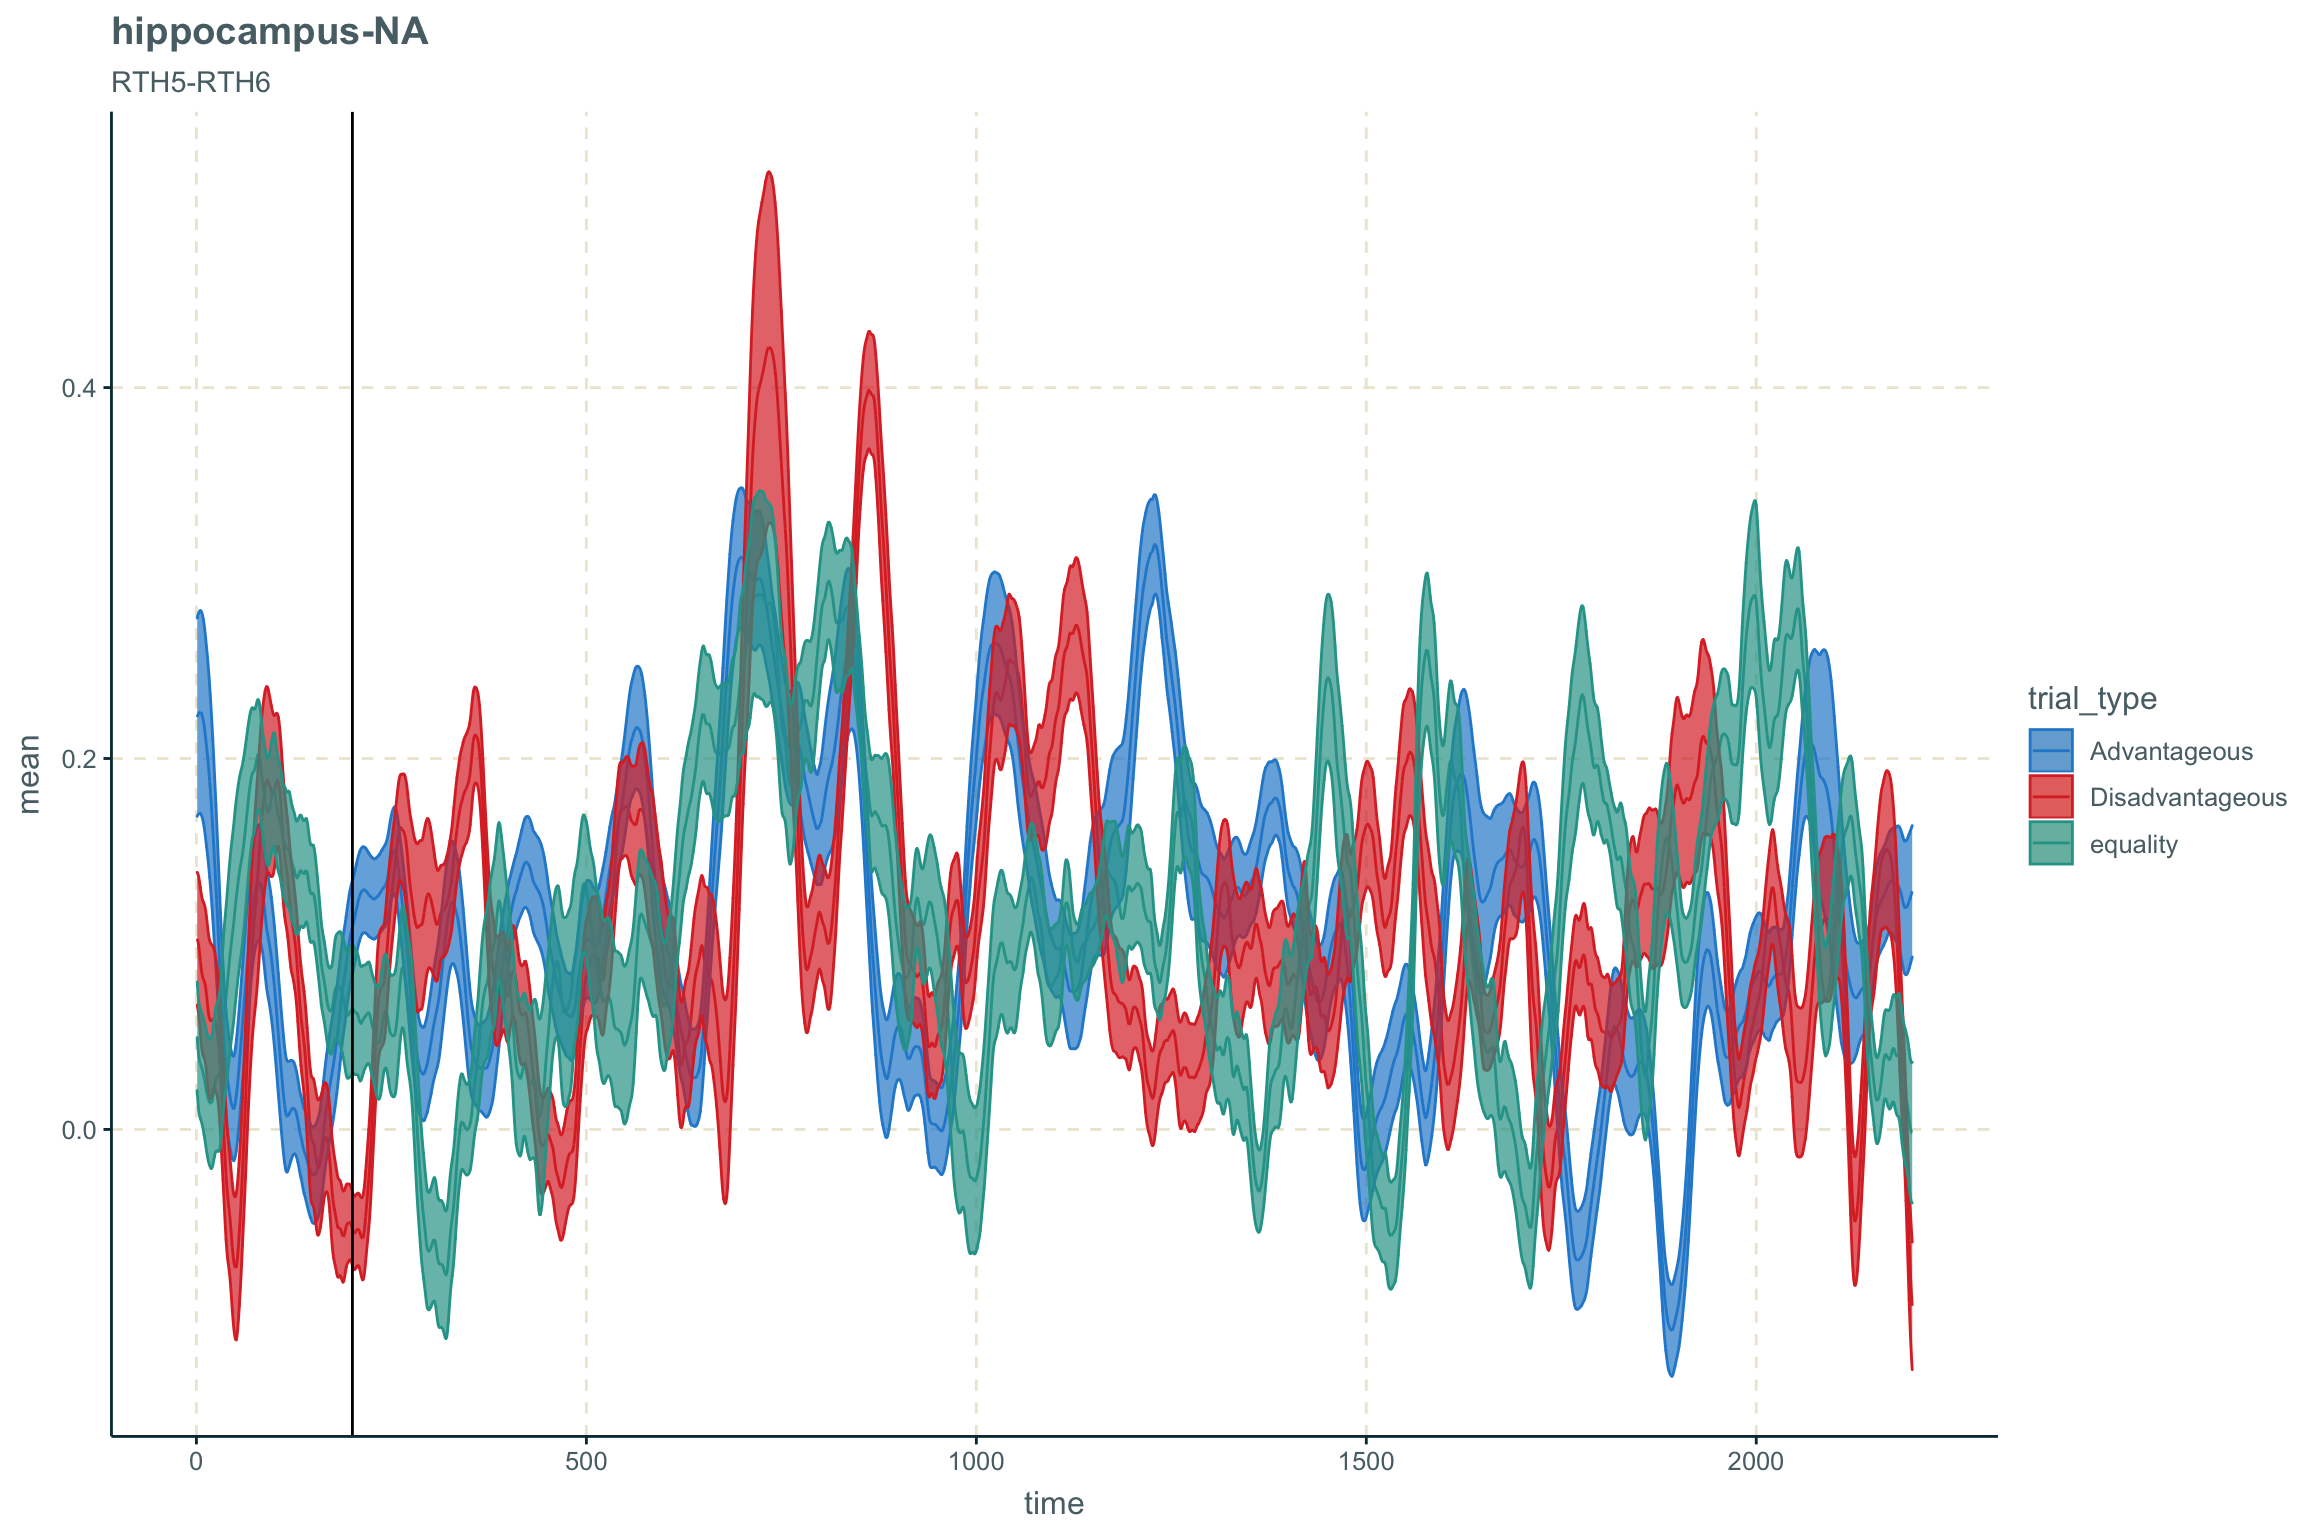 hippocampus-NA
RTH5-RTH6
mean
0.4
0.2
0.0
0
500
1000
1500
2000
time
trial_type
Advantageous
Disadvantageous
equality